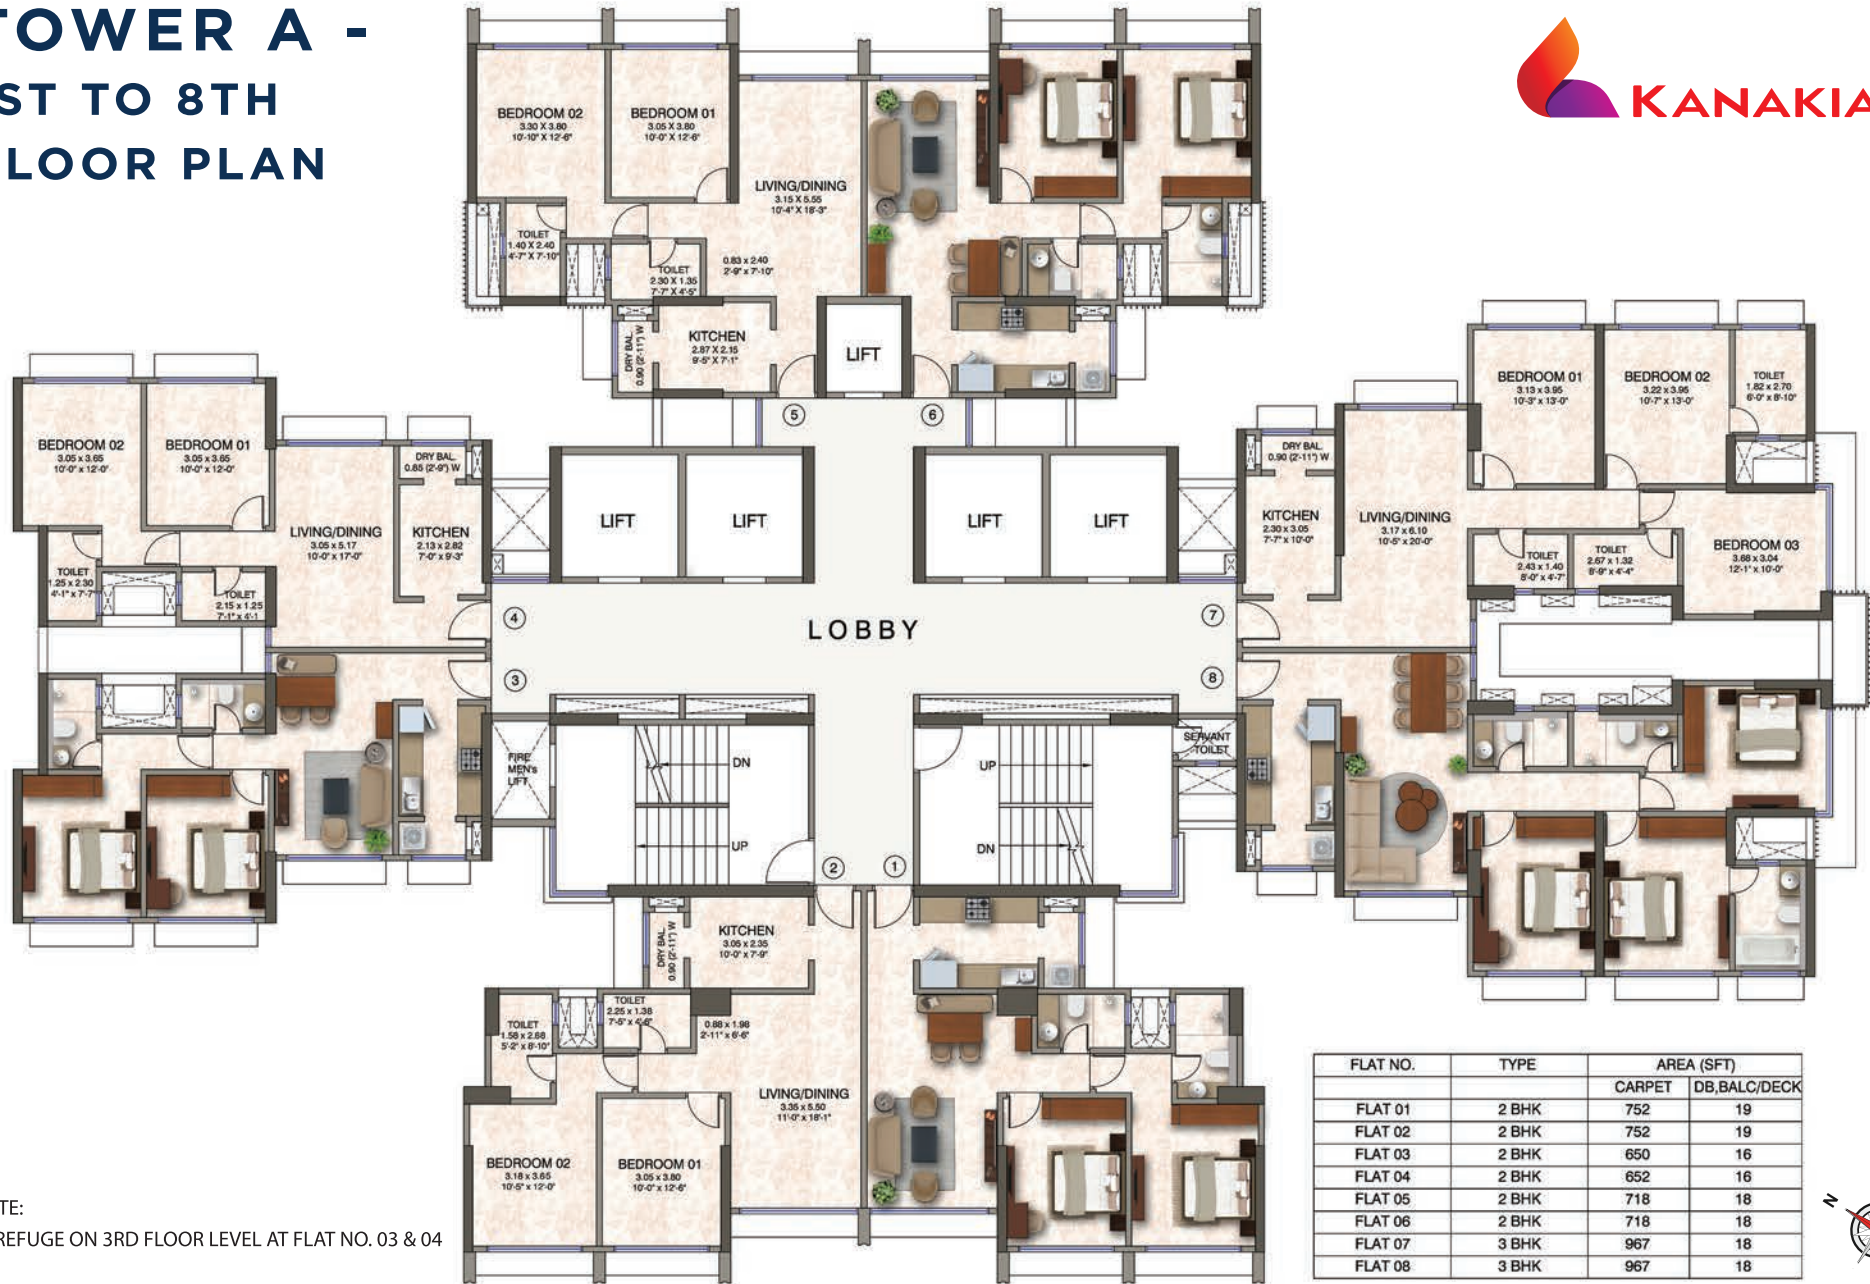 TOWER A -
ST TO 8TH
LOOR PLAN
KANAKIA
BEDROOM 02
3.30 X 3.80
10'-10" X 12'-6"
BEDROOM 01
3.05 X 3.80
10'-0" X 12'-6"
LIVING/DINING
3.15 X 5.55
10'-4" X 18'-3"
TOILET
1.40 X 2.40
4'-7" X 7'-10"
TOILET
2.30 X 1.35
7'-7" X 4'-5"
0.83 x 2.40
2'-9" x 7'-10"
DRY BAL.
0.90 (2'-11") W
KITCHEN
2.87 X 2.15
9'-5" X 7'-1"
LIFT
5
6
BEDROOM 02
3.05 x 3.65
10'-0" x 12'-0"
BEDROOM 01
3.05 x 3.65
10'-0" x 12'-0"
DRY BAL.
0.85 (2'-9") W
LIVING/DINING
3.05 x 5.17
10'-0" x 17'-0"
KITCHEN
2.13 x 2.82
7'-0" x 9'-3"
TOILET
1.25 x 2.30
4'-1" x 7'-7"
TOILET
2.15 x 1.25
7'-1" x 4'-1
LIFT
LIFT
LIFT
LIFT
4
3
LOBBY
7
8
BEDROOM 01
3.13 x 3.95
10'-3" x 13'-0"
BEDROOM 02
3.22 x 3.95
10'-7" x 13'-0"
TOILET
1.82 x 2.70
6'-0" x 8'-10"
DRY BAL.
0.90 (2'-11") W
KITCHEN
2.30 x 3.05
7'-7" x 10'-0"
LIVING/DINING
3.17 x 6.10
10'-5" x 20'-0"
TOILET
2.43 x 1.40
8'-0" x 4'-7"
TOILET
2.67 x 1.32
8'-9" x 4'-4"
BEDROOM 03
3.68 x 3.04
12'-1" x 10'-0"
FIRE
MEN's
LIFT
DN
UP
UP
DN
SERVANT
TOILET
2
1
DRY BAL.
0.90 (2'-11") W
KITCHEN
3.05 x 2.35
10'-0" x 7'-9"
TOILET
1.58 x 2.68
5'-2" x 8'-10"
TOILET
2.25 x 1.38
7'-5" x 4'-6"
0.88 x 1.98
2'-11" x 6'-6"
LIVING/DINING
3.35 x 5.50
11'-0" x 18'-1"
BEDROOM 02
3.18 x 3.65
10'-5" x 12'-0"
BEDROOM 01
3.05 x 3.80
10'-0" x 12'-6"
FLAT NO. TYPE AREA (SFT)
CARPET DB,BALC/DECK
FLAT 01 2 BHK 752 19
FLAT 02 2 BHK 752 19
FLAT 03 2 BHK 650 16
FLAT 04 2 BHK 652 16
FLAT 05 2 BHK 718 18
FLAT 06 2 BHK 718 18
FLAT 07 3 BHK 967 18
FLAT 08 3 BHK 967 18
N
TE:
REFUGE ON 3RD FLOOR LEVEL AT FLAT NO. 03 & 04